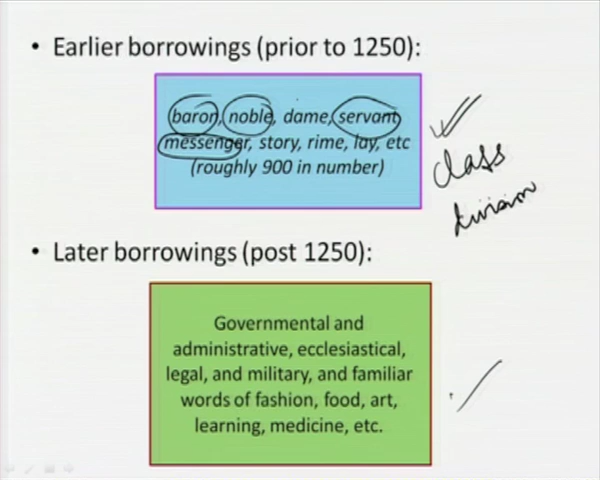 • Earlier borrowings (prior to 1250):
baron, noble, dame, servant
messenger, story, rime, lay, etc
(roughly 900 in number)
class
division
• Later borrowings (post 1250):
Governmental and
administrative, ecclesiastical,
legal, and military, and familiar
words of fashion, food, art,
learning, medicine, etc.